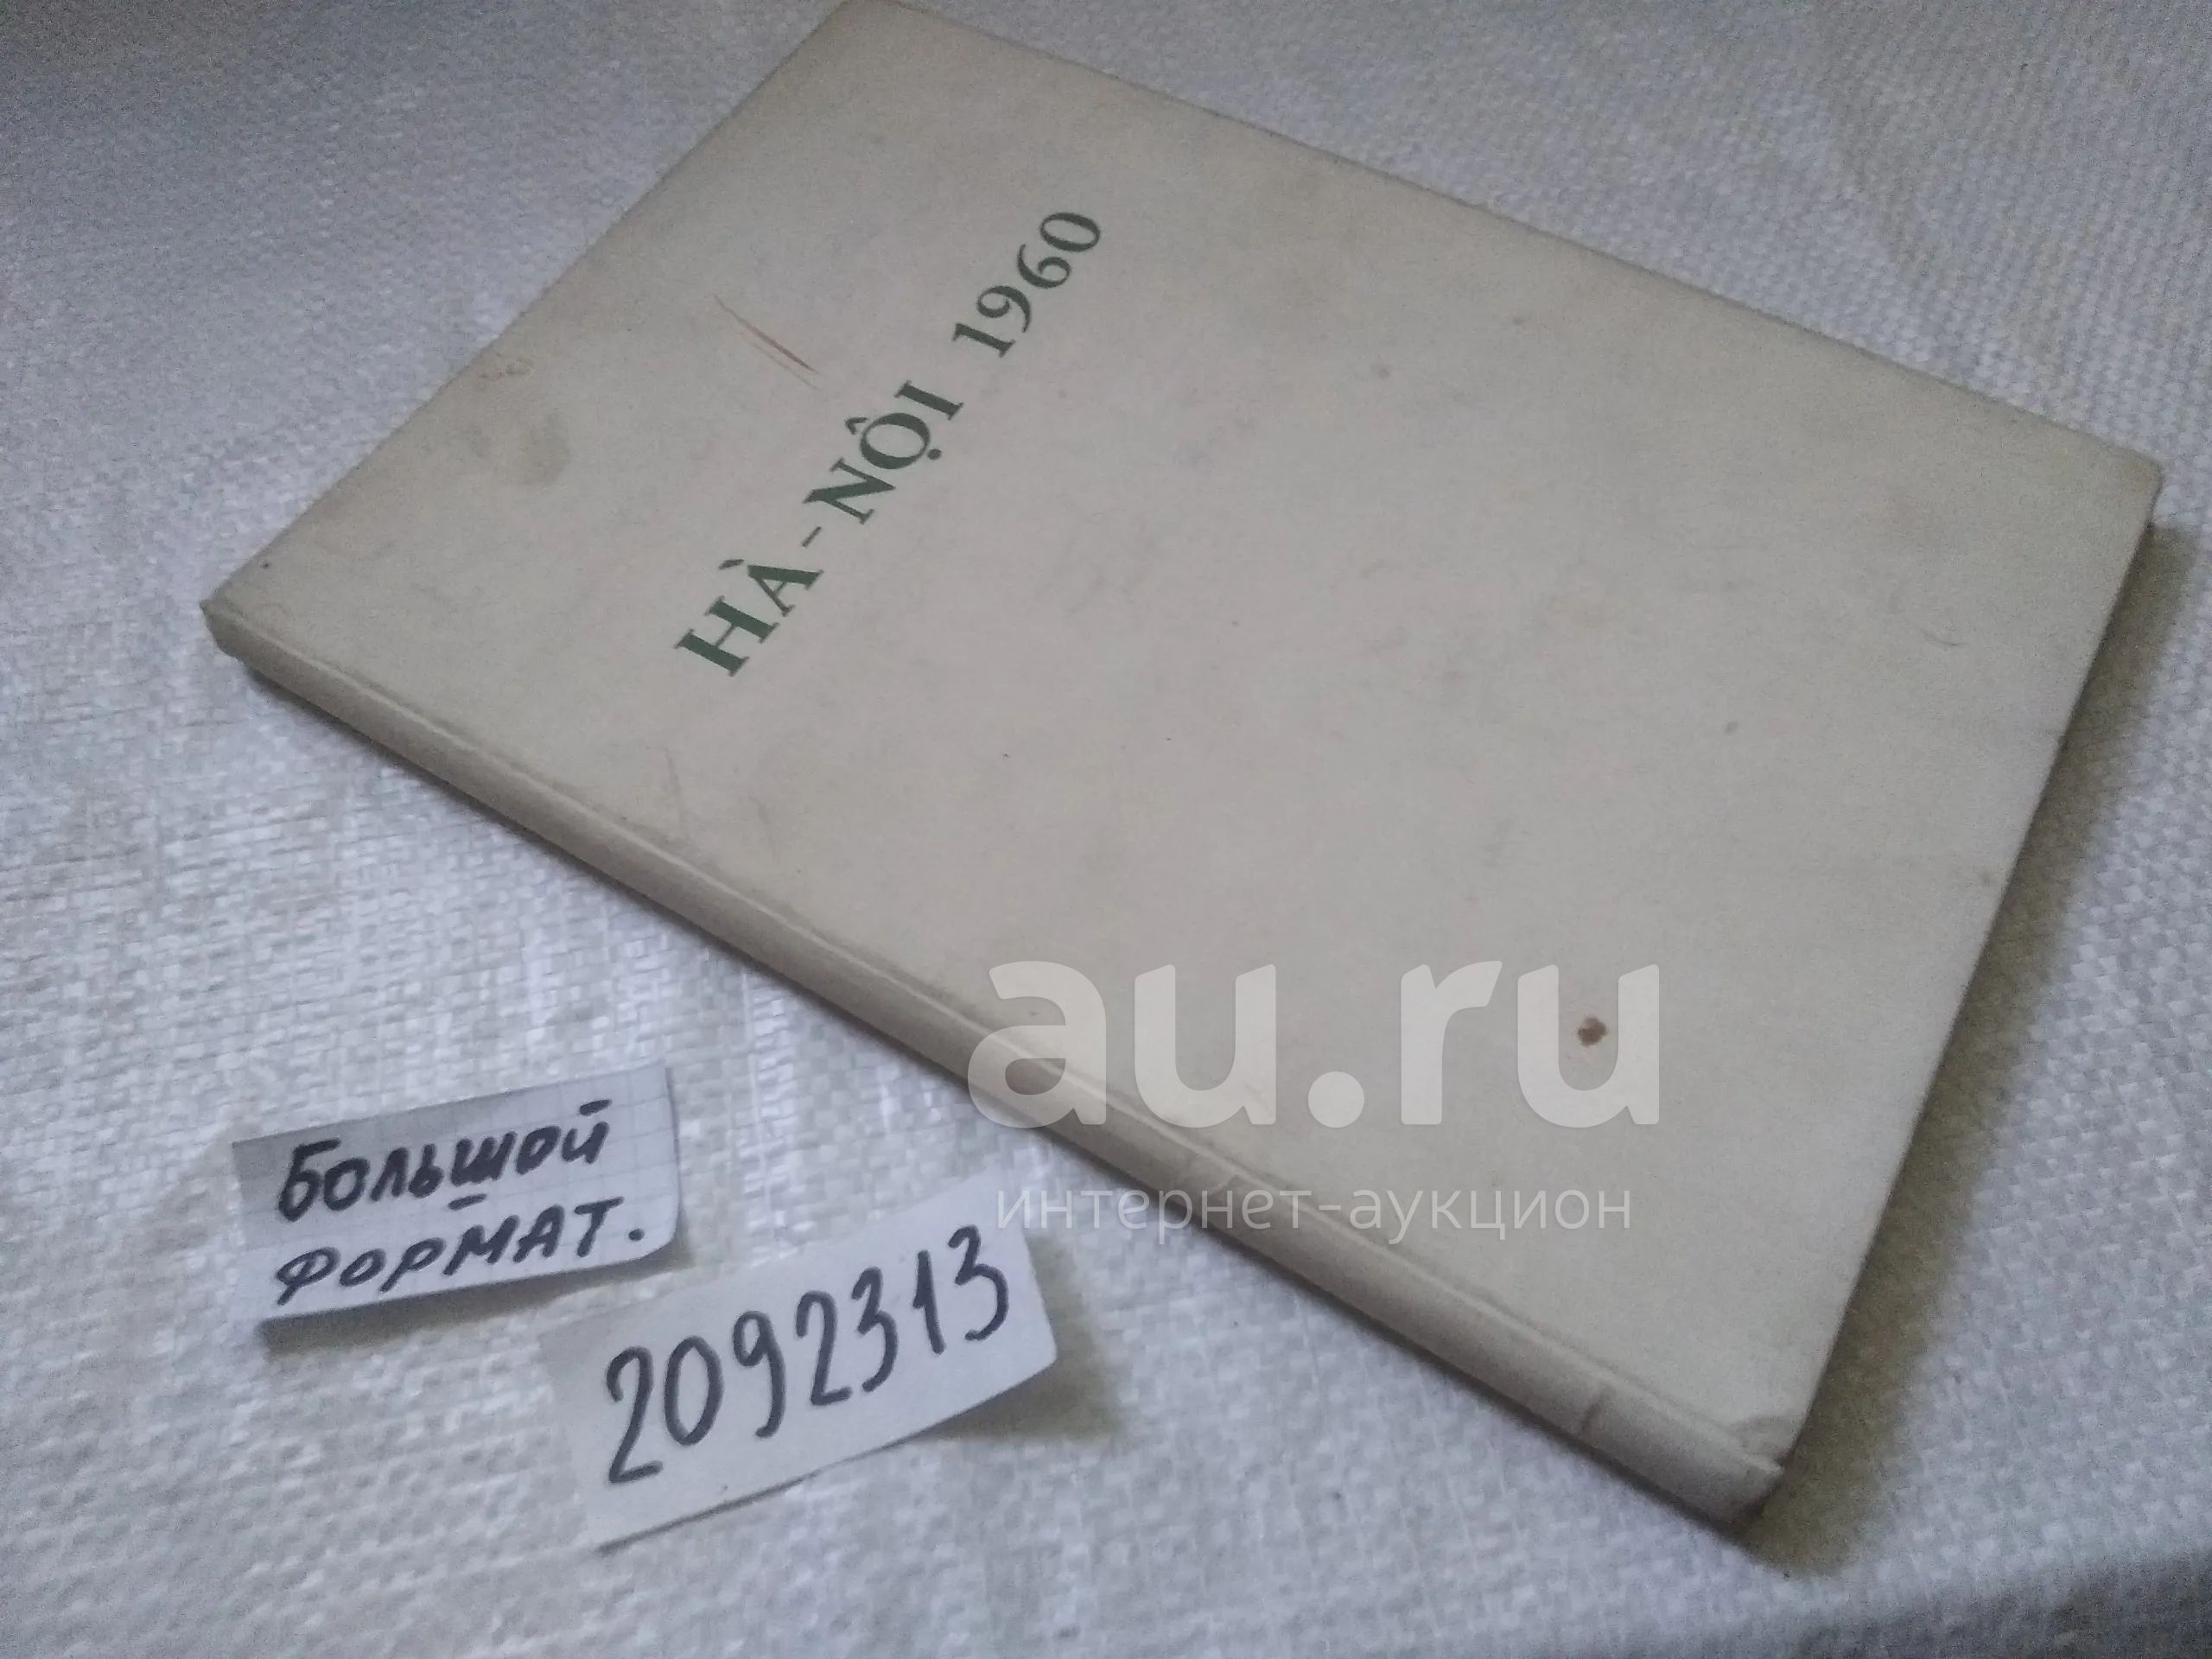 HÀ-NỘI 1960
au.ru
интернет-аукцион
Большой
формат.
2092313